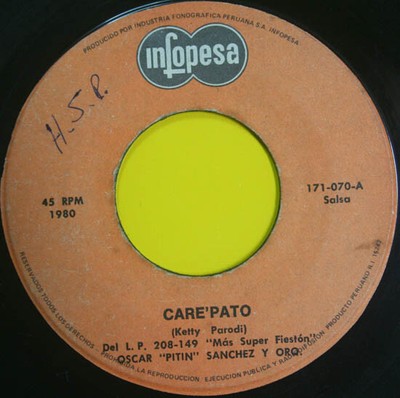 PRODUCIDO POR INDUSTRIA FONOGRAFICA PERUANA S.A. INFOPESA
infopesa
H.S.P.
45 RPM
1980
171-070-A
Salsa
CARE'PATO
(Ketty Parodi)
Del L.P. 208-149 "Más Super Fiestón"
OSCAR "PITIN" SANCHEZ Y ORQ.
RESERVADOS TODOS LOS DERECHOS - PROHIBIDA LA REPRODUCCION - EJECUCION PUBLICA Y RADIODIFUSION PRODUCTO PERUANO A.I.